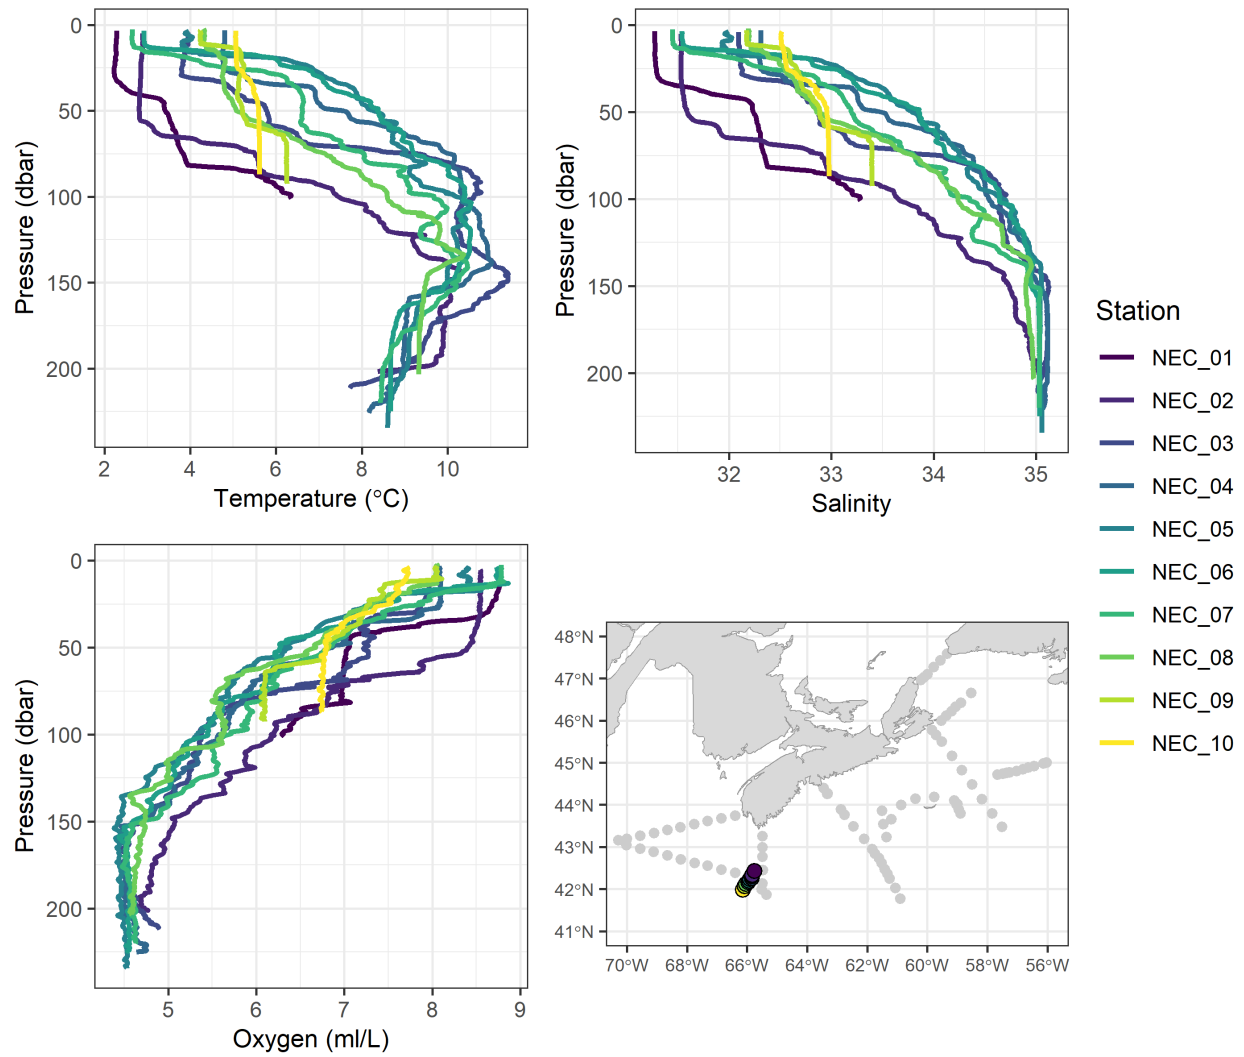 0
50
100
150
200
Pressure (dbar)
2 4 6 8 10
Temperature (°C)
0
50
100
150
200
Pressure (dbar)
32 33 34 35
Salinity
0
50
100
150
200
Pressure (dbar)
5 6 7 8 9
Oxygen (ml/L)
48°N
47°N
46°N
45°N
44°N
43°N
42°N
41°N
70°W 68°W 66°W 64°W 62°W 60°W 58°W 56°W
Station
NEC_01
NEC_02
NEC_03
NEC_04
NEC_05
NEC_06
NEC_07
NEC_08
NEC_09
NEC_10